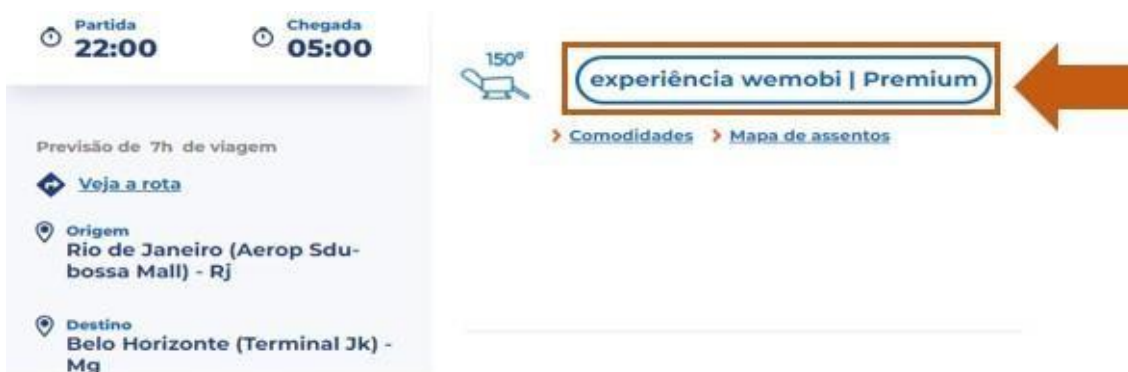 Partida
22:00
Chegada
05:00
Previsão de 7h de viagem
Veja a rota
Origem
Rio de Janeiro (Aerop Sdu-
bossa Mall) - Rj
Destino
Belo Horizonte (Terminal Jk) -
Mg
150º
experiência wemobi | Premium
Comodidades
Mapa de assentos